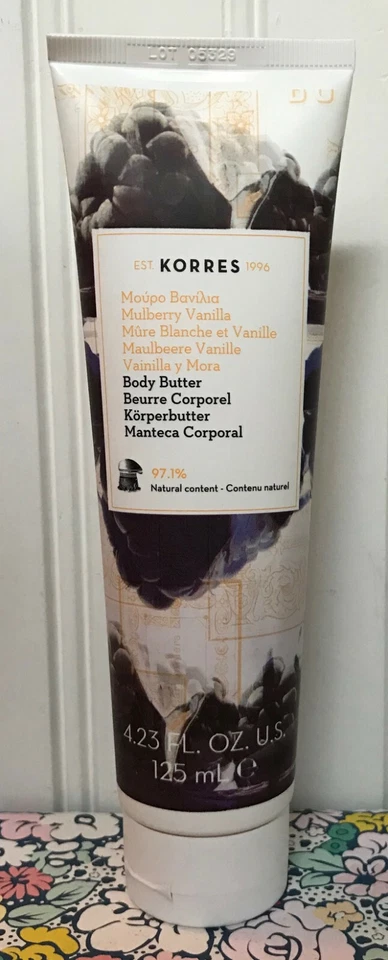 LOT 05329
EST. KORRES 1996
Μούρο Βανίλια
Mulberry Vanilla
Mûre Blanche et Vanille
Maulbeere Vanille
Vainilla y Mora
Body Butter
Beurre Corporel
Körperbutter
Manteca Corporal
97.1%
Natural content - Contenu naturel
4.23 FL. OZ. U.S.
125 mL ℮